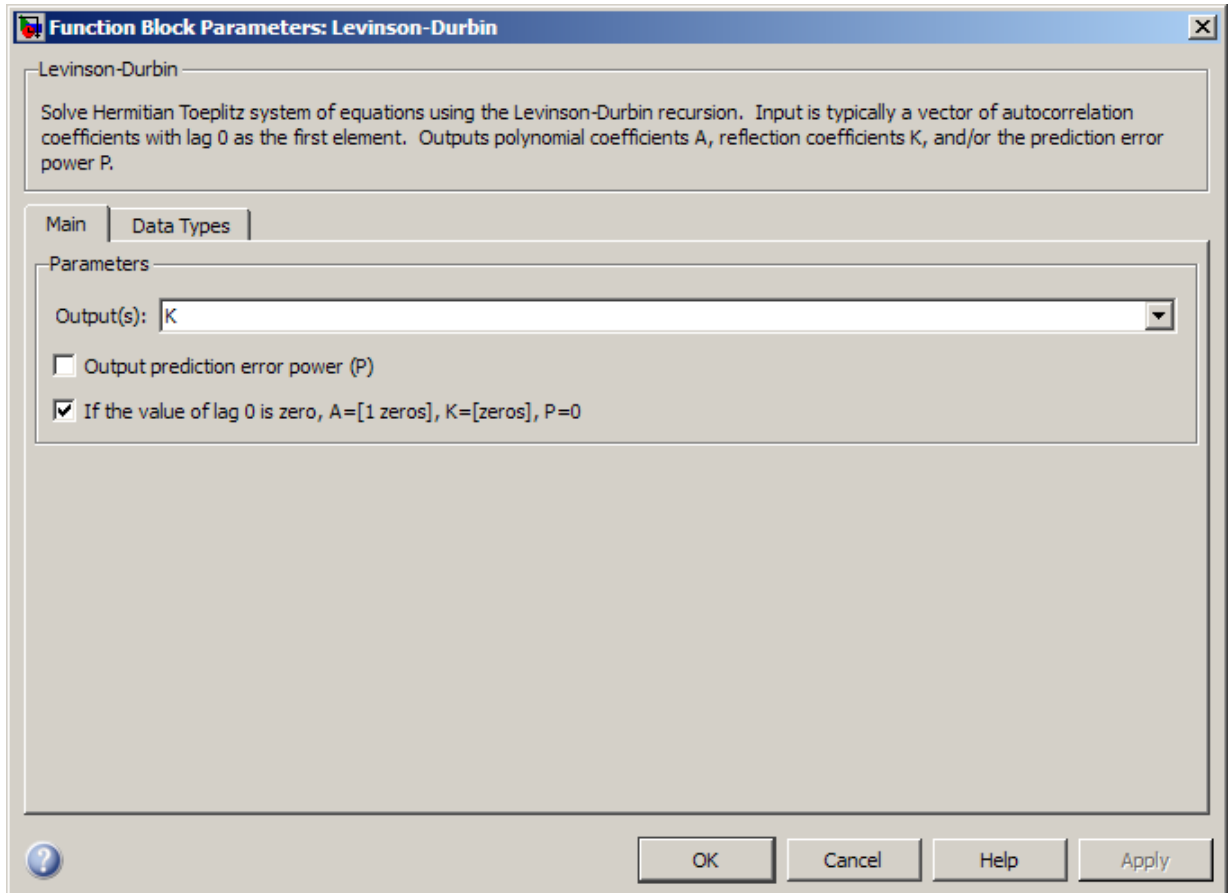 Function Block Parameters: Levinson-Durbin
Levinson-Durbin
Solve Hermitian Toeplitz system of equations using the Levinson-Durbin recursion.  Input is typically a vector of autocorrelation
coefficients with lag 0 as the first element.  Outputs polynomial coefficients A, reflection coefficients K, and/or the prediction error
power P.
Main Data Types
Parameters
Output(s): K
Output prediction error power (P)
If the value of lag 0 is zero, A=[1 zeros], K=[zeros], P=0
OK Cancel Help Apply